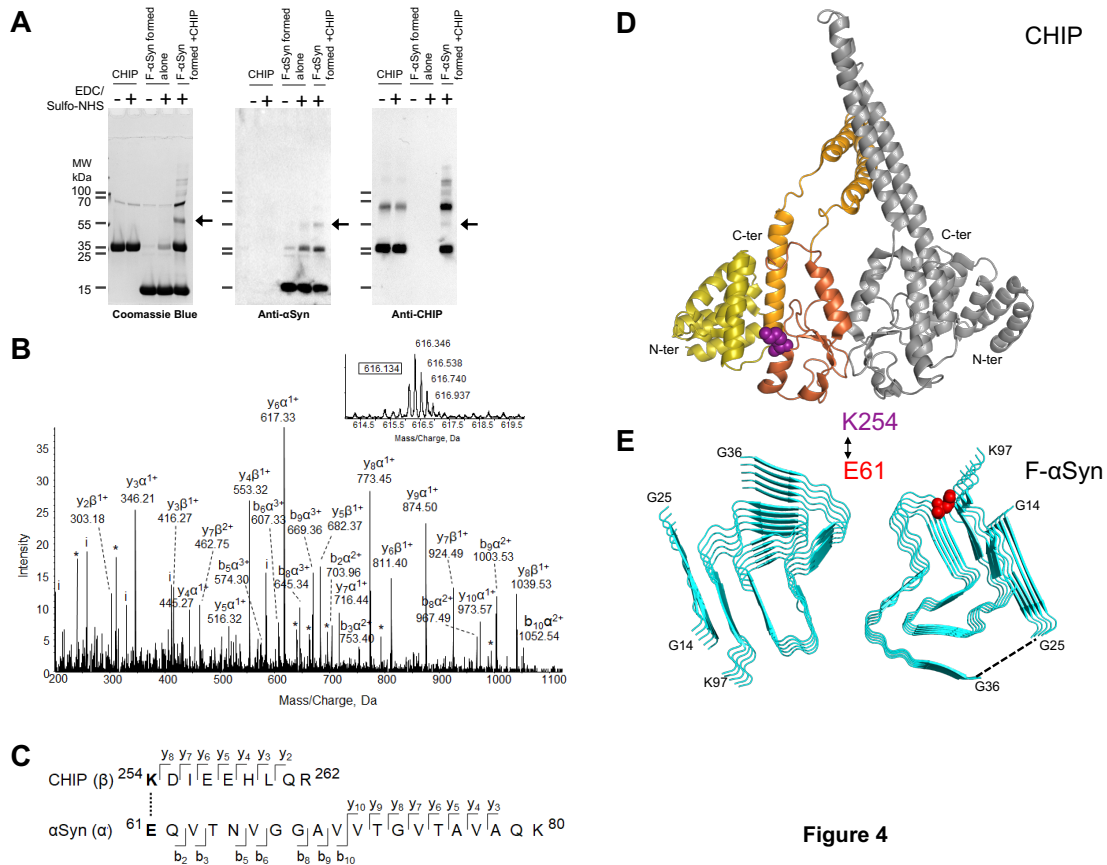 A
CHIP
F-αSyn formed alone
F-αSyn formed +CHIP
CHIP
F-αSyn formed alone
F-αSyn formed +CHIP
CHIP
F-αSyn formed alone
F-αSyn formed +CHIP
EDC/
Sulfo-NHS
- + - + +
- + - + +
- + - + +
MW
kDa
100
70
55
35
25
15
Coomassie Blue
Anti-αSyn
Anti-CHIP
B
616.134
616.346
616.538
616.740
616.937
614.5 615.5 616.5 617.5 618.5 619.5
Mass/Charge, Da
Intensity
0
5
10
15
20
25
30
35
200 300 400 500 600 700 800 900 1000 1100
Mass/Charge, Da
i
*
i
y2β1+
303.18
*
i
y3α1+
346.21
i
y3β1+
416.27
y4α1+
445.27
y7β2+
462.75
y5α1+
516.32
y4β1+
553.32
b5α3+
574.30
i
b6α3+
607.33
y6α1+
617.33
*
b8α3+
645.34
*
b9α3+
669.36
y5β1+
682.37
*
b2α2+
703.96
y7α1+
716.44
b3α2+
753.40
y8α1+
773.45
*
y6β1+
811.40
y9α1+
874.50
y7β1+
924.49
b8α2+
967.49
y10α1+
973.57
*
b9α2+
1003.53
y8β1+
1039.53
b10α2+
1052.54
C
y8 y7 y6 y5 y4 y3 y2
CHIP (β) 254 K D I E E H L Q R 262
y10 y9 y8 y7 y6 y5 y4 y3
αSyn (α) 61 E Q V T N V G G A V V T G V T A V A Q K 80
b2 b3 b5 b6 b8 b9 b10
D
CHIP
C-ter
C-ter
N-ter
N-ter
K254
E61
E
F-αSyn
G36
G25
G14
K97
K97
G14
G25
G36
Figure 4